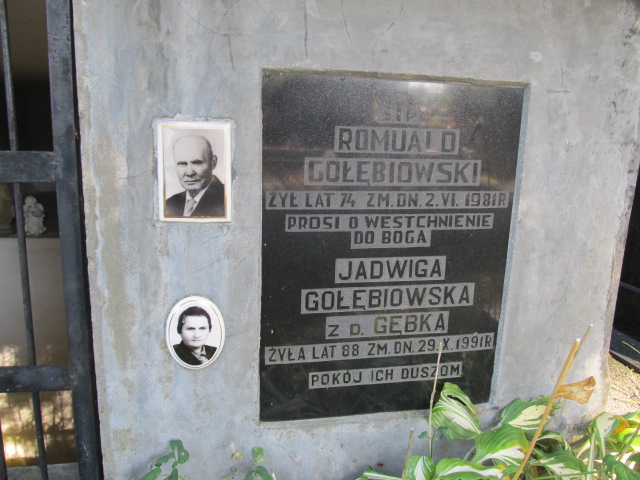 Ś.†P.
ROMUALD
GOŁĘBIOWSKI
ŻYŁ LAT 74 ZM. DN. 2. VI. 1981R
PROSI O WESTCHNIENIE
DO BOGA
JADWIGA
GOŁĘBIOWSKA
Z D. GĘBKA
ŻYŁA LAT 88 ZM. DN. 29.X.1991R.
POKÓJ ICH DUSZOM